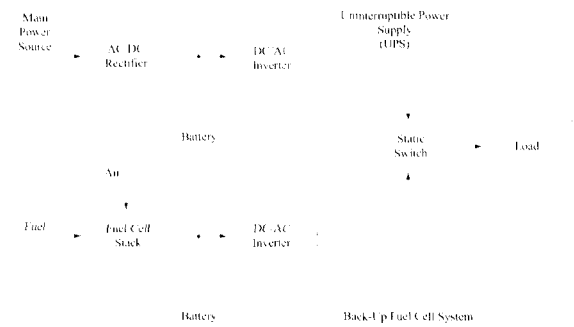 Main
Power
Source
AC-DC
Rectifier
DC-AC
Inverter
Uninterruptible Power
Supply
(UPS)
Battery
Static
Switch
Load
Air
Fuel
Fuel Cell
Stack
DC-AC
Inverter
Battery
Back-Up Fuel Cell System